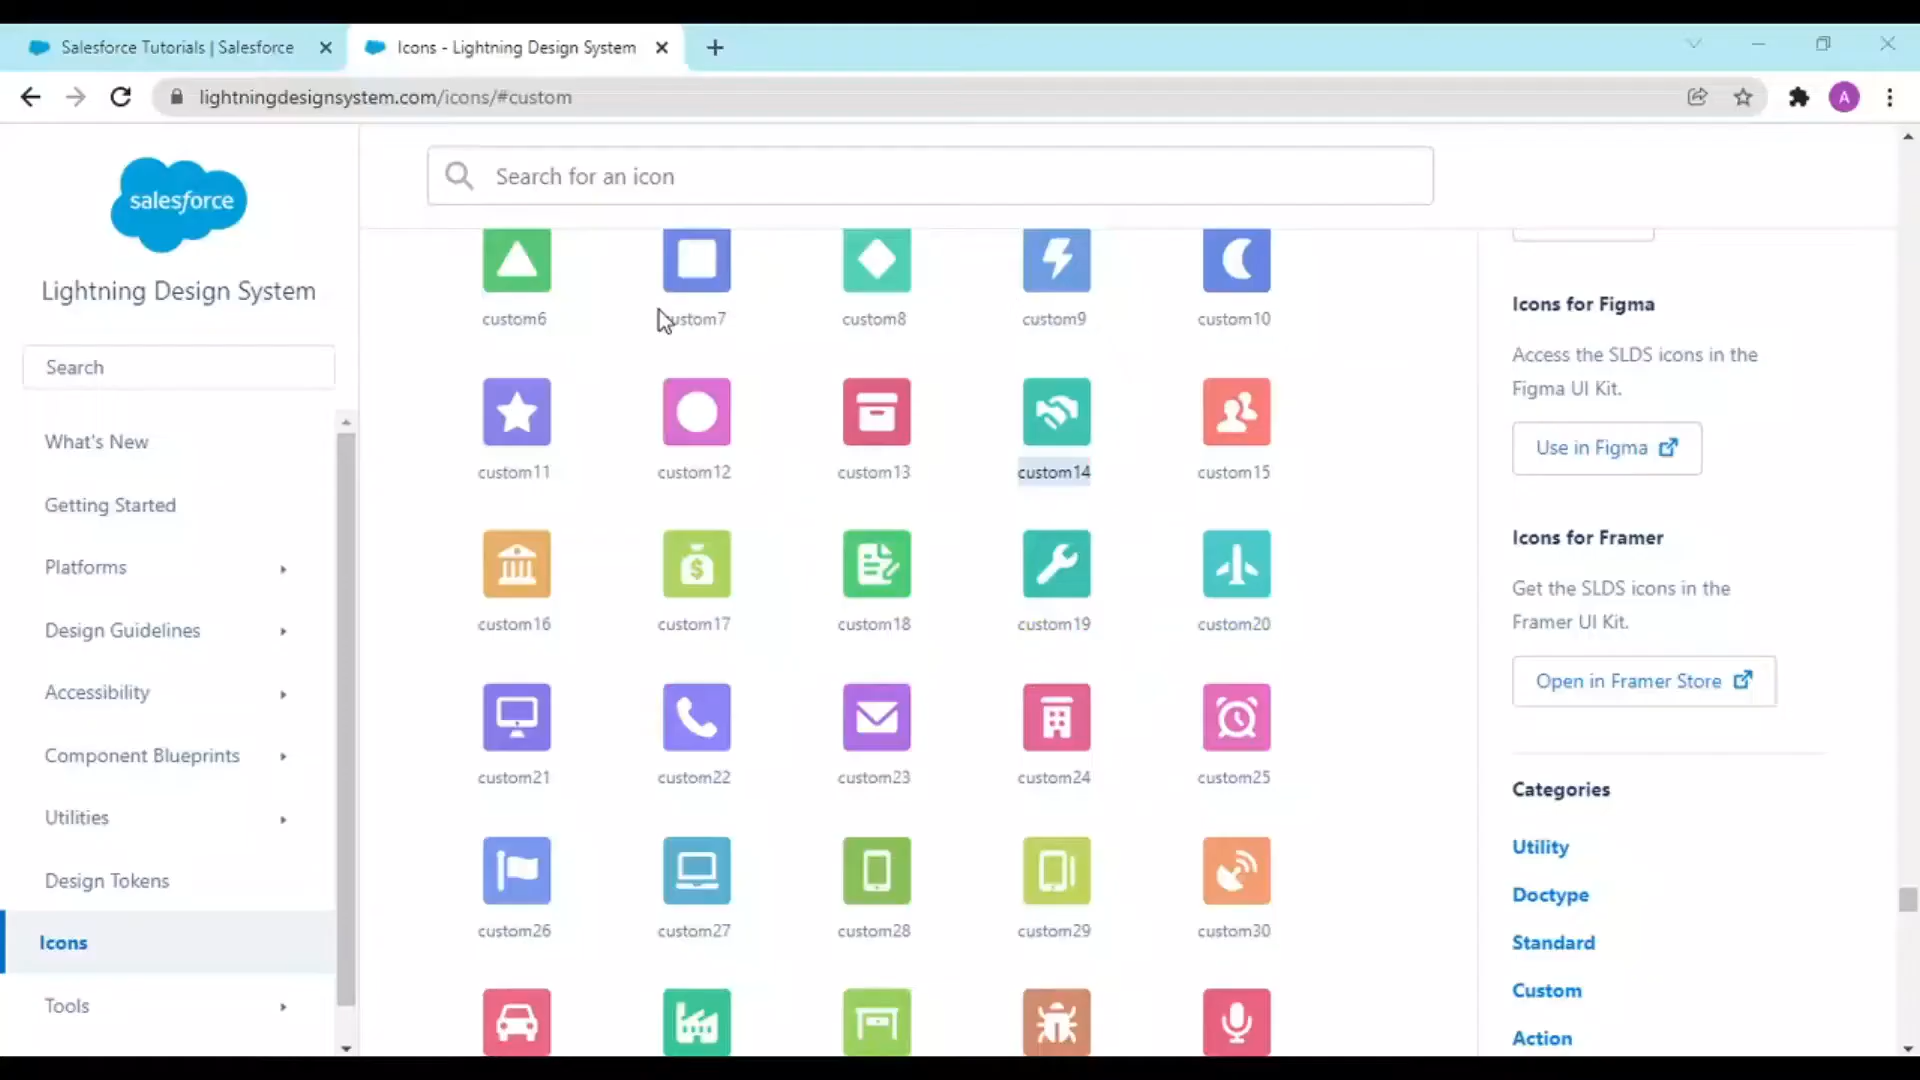 Salesforce Tutorials | Salesforce
Icons - Lightning Design System
lightningdesignsystem.com/icons/#custom
A
salesforce
Lightning Design System
Search
What's New
Getting Started
Platforms
Design Guidelines
Accessibility
Component Blueprints
Utilities
Design Tokens
Icons
Tools
Search for an icon
custom6 custom7 custom8 custom9 custom10
custom11 custom12 custom13 custom14 custom15
custom16 custom17 custom18 custom19 custom20
custom21 custom22 custom23 custom24 custom25
custom26 custom27 custom28 custom29 custom30
Icons for Figma
Access the SLDS icons in the
Figma UI Kit.
Use in Figma
Icons for Framer
Get the SLDS icons in the
Framer UI Kit.
Open in Framer Store
Categories
Utility
Doctype
Standard
Custom
Action